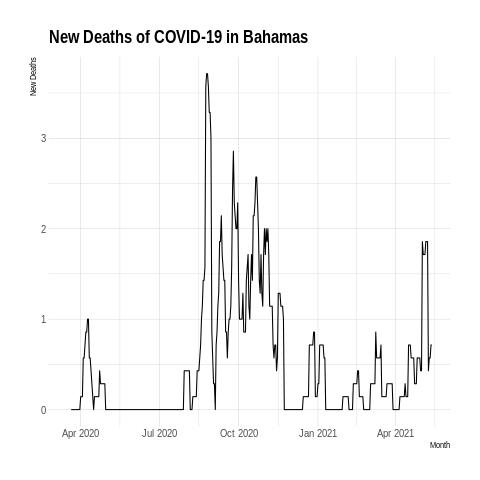 New Deaths of COVID-19 in Bahamas
New Deaths
3
2
1
0
Apr 2020 Jul 2020 Oct 2020 Jan 2021 Apr 2021
Month